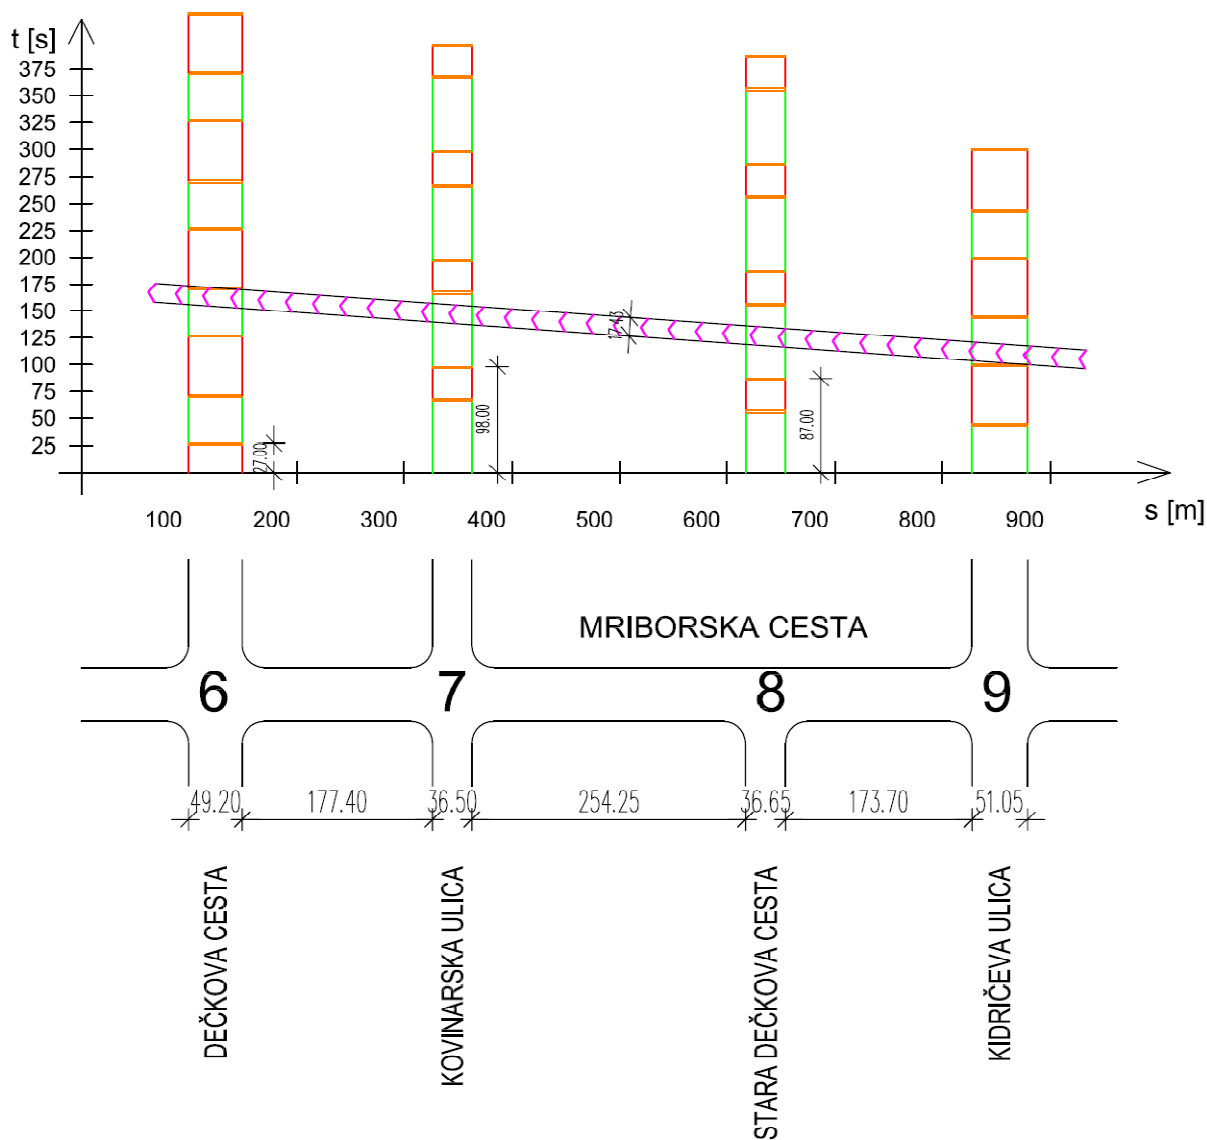 t [s]
375
350
325
300
275
250
225
200
175
150
125
100
75
50
25
27.00
98.00
17.43
87.00
100 200 300 400 500 600 700 800 900
s [m]
MRIBORSKA CESTA
6 7 8 9
49.20 177.40 36.50 254.25 36.65 173.70 51.05
DEČKOVA CESTA
KOVINARSKA ULICA
STARA DEČKOVA CESTA
KIDRIČEVA ULICA